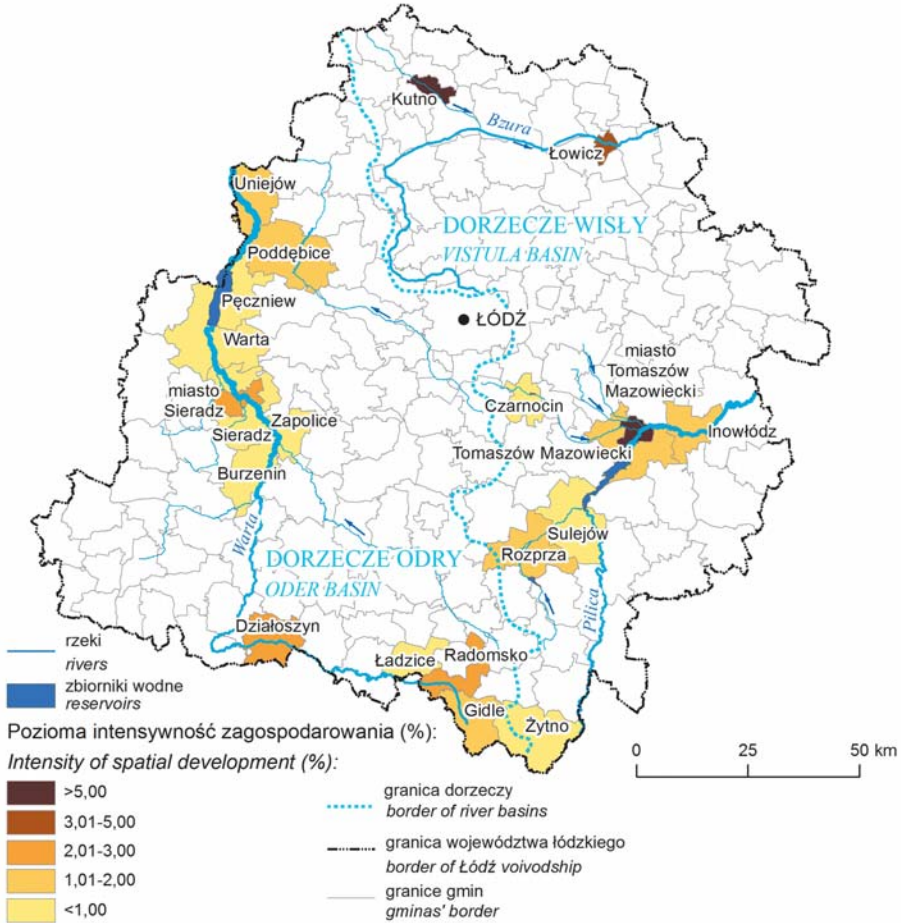 Kutno
Bzura
Łowicz
Uniejów
DORZECZE WISŁY
VISTULA BASIN
Poddębice
Pęczniew
ŁÓDŹ
Warta
miasto
Tomaszów
Mazowiecki
miasto
Sieradz
Czarnocin
Zapolice
Inowłódz
Sieradz
Tomaszów Mazowiecki
Burzenin
Sulejów
Warta
Rozprza
DORZECZE ODRY
ODER BASIN
Pilica
Działoszyn
Ładzice
Radomsko
Gidle
Żytno
rzeki
rivers
zbiorniki wodne
reservoirs
Pozioma intensywność zagospodarowania (%):
Intensity of spatial development (%):
>5,00
3,01-5,00
2,01-3,00
1,01-2,00
<1,00
0 25 50 km
granica dorzeczy
border of river basins
granica województwa łódzkiego
border of Łódź voivodship
granice gmin
gminas' border